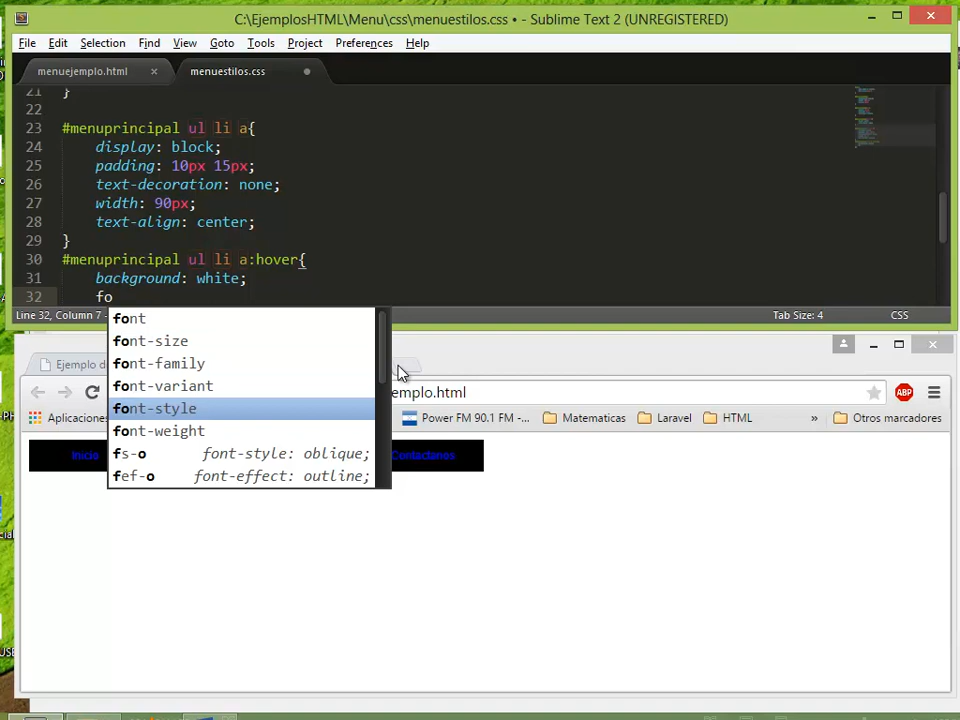 C:\EjemplosHTML\Menu\css\menuestilos.css • - Sublime Text 2 (UNREGISTERED)
File Edit Selection Find View Goto Tools Project Preferences Help
menuejemplo.html × menuestilos.css
21 }
22
23 #menuprincipal ul li a{
24 display: block;
25 padding: 10px 15px;
26 text-decoration: none;
27 width: 90px;
28 text-align: center;
29 }
30 #menuprincipal ul li a:hover{
31 background: white;
32 fo
Line 32, Column 7 Tab Size: 4 CSS
font
font-size
font-family
font-variant
font-style
font-weight
fs-o font-style: oblique;
fef-o font-effect: outline;
Ejemplo d
emplo.html ABP
Aplicaciones Power FM 90.1 FM -... Matematicas Laravel HTML Otros marcadores
Inicio Contactanos